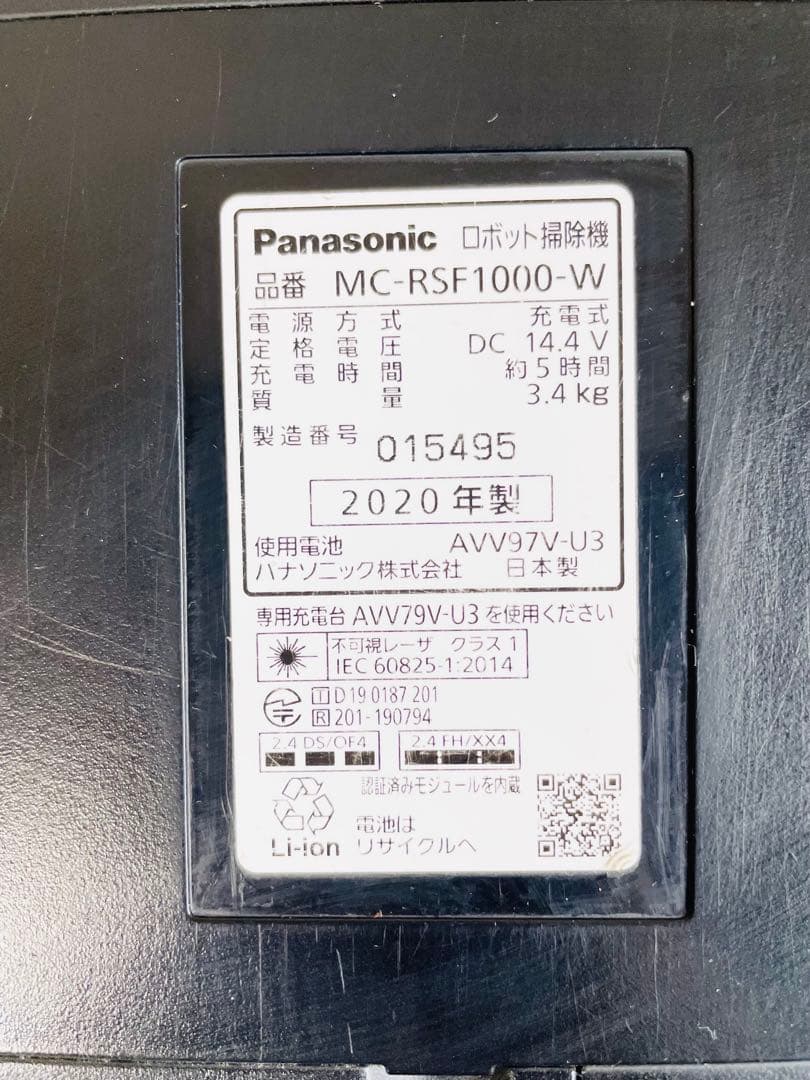 Panasonic ロボット掃除機
品番 MC-RSF1000-W
電源方式 充電式
定格電圧 DC 14.4 V
充電時間 約5時間
質量 3.4 kg
製造番号 015495
2020年製
使用電池 AVV97V-U3
パナソニック株式会社 日本製
専用充電台 AVV79V-U3 を使用ください
不可視レーザ クラス 1
IEC 60825-1:2014
T D 19 0187 201
R 201-190794
2.4 DS/OF4 2.4 FH/XX4
認証済みモジュールを内蔵
電池は
Li-ion リサイクルへ